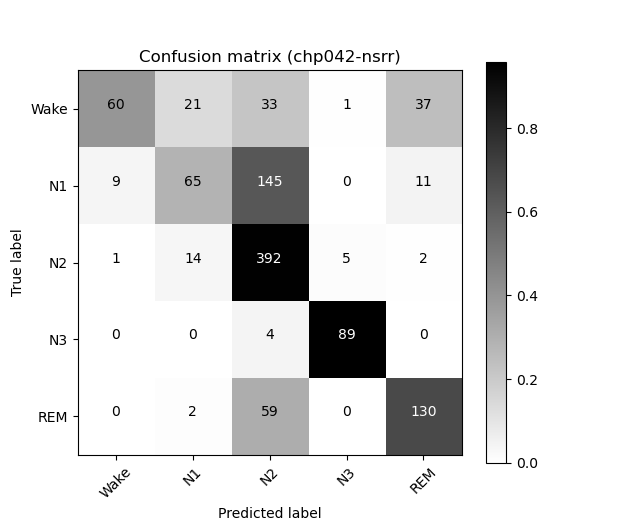 Confusion matrix (chp042-nsrr)
Wake 60 21 33 1 37
N1 9 65 145 0 11
N2 1 14 392 5 2
N3 0 0 4 89 0
REM 0 2 59 0 130
Wake N1 N2 N3 REM
Predicted label
True label
0.8
0.6
0.4
0.2
0.0